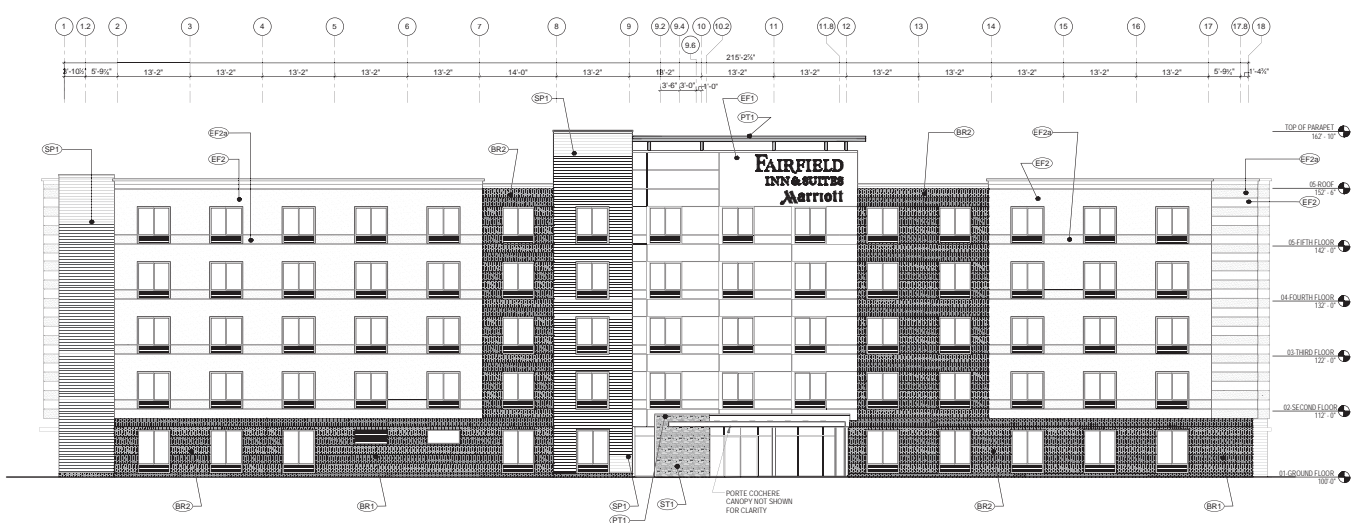 1 1.2 2 3 4 5 6 7 8 9 9.2 9.4 10 10.2 11 11.8 12 13 14 15 16 17 17.8 18
9.6
215'-2⅞"
5'-9¾" 13'-2" 13'-2" 13'-2" 13'-2" 13'-2" 14'-0" 13'-2" 13'-2" 13'-2" 13'-2" 13'-2" 13'-2" 13'-2" 13'-2" 13'-2" 5'-9¾" 1'-4¾"
3'-6" 3'-0" 1'-0"
SP1 EF1
PT1
EF2a BR2 EF2a TOP OF PARAPET
162' - 10"
SP1 BR2
EF2 EF2 EF2a
FAIRFIELD
INN & SUITES
Marriott
05-ROOF
152' - 6"
EF2
05-FIFTH FLOOR
142' - 0"
04-FOURTH FLOOR
132' - 0"
03-THIRD FLOOR
122' - 0"
02-SECOND FLOOR
112' - 0"
01-GROUND FLOOR
100'-0"
PORTE COCHERE
CANOPY NOT SHOWN
FOR CLARITY
BR2 BR1 SP1 ST1 BR2 BR1
PT1